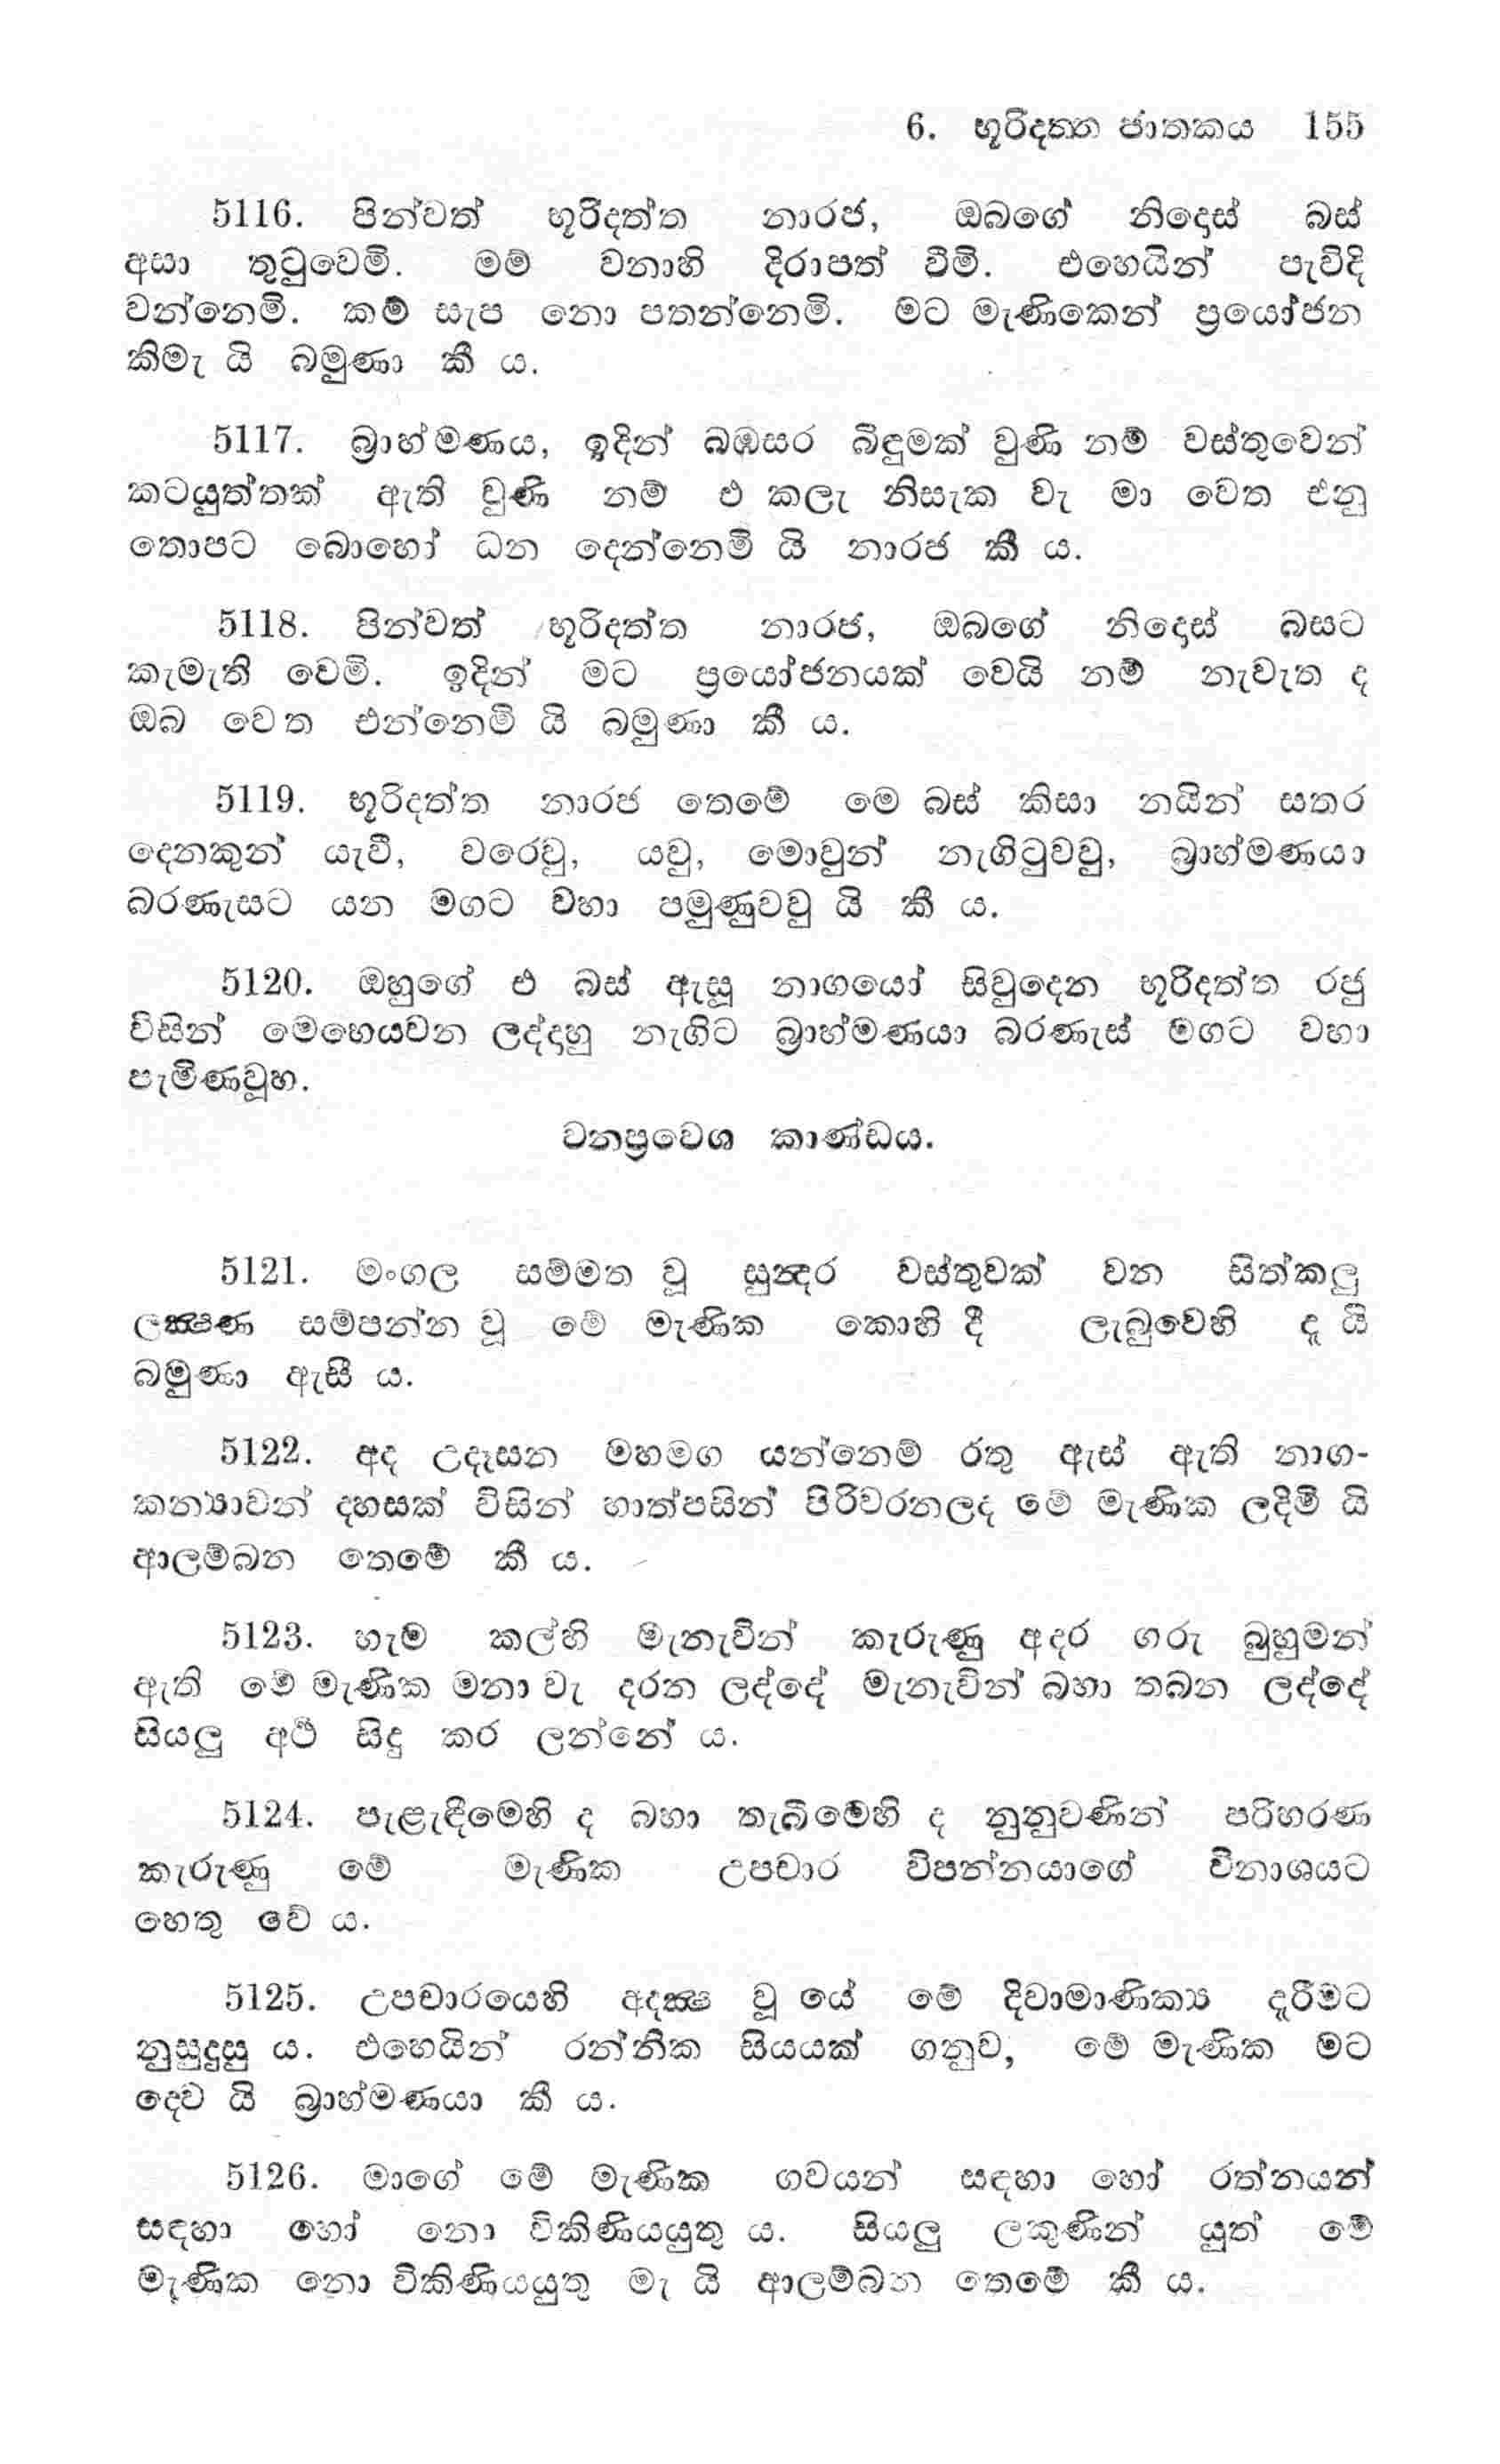 6. භූරිදත්ත ජාතකය 155
5116. පින්වත් භූරිදත්ත නාරජ, ඔබගේ නිදොස් බස්
අසා තුටුවෙමි. මම් වනාහි දිරාපත් වීමි. එහෙයින් පැවිදි
වන්නෙමි. කම් සැප නො පතන්නෙමි. මට මැණිකෙන් ප්‍රයෝජන
කිමැ යි බමුණා කී ය.
5117. බ්‍රාහ්මණය, ඉදින් බඹසර බිඳුමක් වුණි නම් වස්තුවෙන්
කටයුත්තක් ඇති වුණි නම් එ කලැ නිසැක වැ මා වෙත එනු
තොපට බොහෝ ධන දෙන්නෙමි යි නාරජ කී ය.
5118. පින්වත් භූරිදත්ත නාරජ, ඔබගේ නිදොස් බසට
කැමැති වෙමි. ඉදින් මට ප්‍රයෝජනයක් වෙයි නම් නැවැත ද
ඔබ වෙත එන්නෙමි යි බමුණා කී ය.
5119. භූරිදත්ත නාරජ තෙමේ මෙ බස් කිසා නයින් සතර
දෙනකුන් යැවී, වරෙවු, යවු, මොවුන් නැගිටුවවු, බ්‍රාහ්මණයා
බරණැසට යන මගට වහා පමුණුවවු යි කී ය.
5120. ඔහුගේ එ බස් ඇසූ නාගයෝ සිවුදෙන භූරිදත්ත රජු
විසින් මෙහෙයවන ලද්දාහු නැගිට බ්‍රාහ්මණයා බරණැස් මගට වහා
පැමිණවූහ.
වනප්‍රවෙශ කාණ්ඩය.
5121. මංගල සම්මත වූ සුන්‍දර වස්තුවක් වන සිත්කලු
ලක්‍ෂණ සම්පන්න වූ මේ මැණික කොහි දී ලැබුවෙහි දැ යි
බමුණා ඇසී ය.
5122. අද උදෑසන මහමග යන්නෙම් රතු ඇස් ඇති නාග-
කන්‍යාවන් දහසක් විසින් හාත්පසින් පිරිවරනලද මේ මැණික ලදිමි යි
ආලම්බන තෙමේ කී ය.
5123. හැම කල්හි මැනැවින් කැරුණු අදර ගරු බුහුමන්
ඇති මේ මැණික මනා වැ දරන ලද්දේ මැනැවින් බහා තබන ලද්දේ
සියලු අර්‍ථ සිදු කර ලන්නේ ය.
5124. පැළැඳීමෙහි ද බහා තැබීමෙහි ද නුනුවණින් පරිහරණ
කැරුණු මේ මැණික උපචාර විපන්නයාගේ විනාශයට
හෙතු වේ ය.
5125. උපචාරයෙහි අදක්‍ෂ වූ යේ මේ දිව්‍යමාණික්‍ය දැරීමට
නුසුදුසු ය. එහෙයින් රන්නික සියයක් ගනුව, මේ මැණික මට
දෙව යි බ්‍රාහ්මණයා කී ය.
5126. මාගේ මේ මැණික ගවයන් සඳහා හෝ රත්නයන්
සඳහා හෝ නො විකිණියයුතු ය. සියලු ලකුණින් යුත් මේ
මැණික නො විකිණියයුතු මැ යි ආලම්බන තෙමේ කී ය.